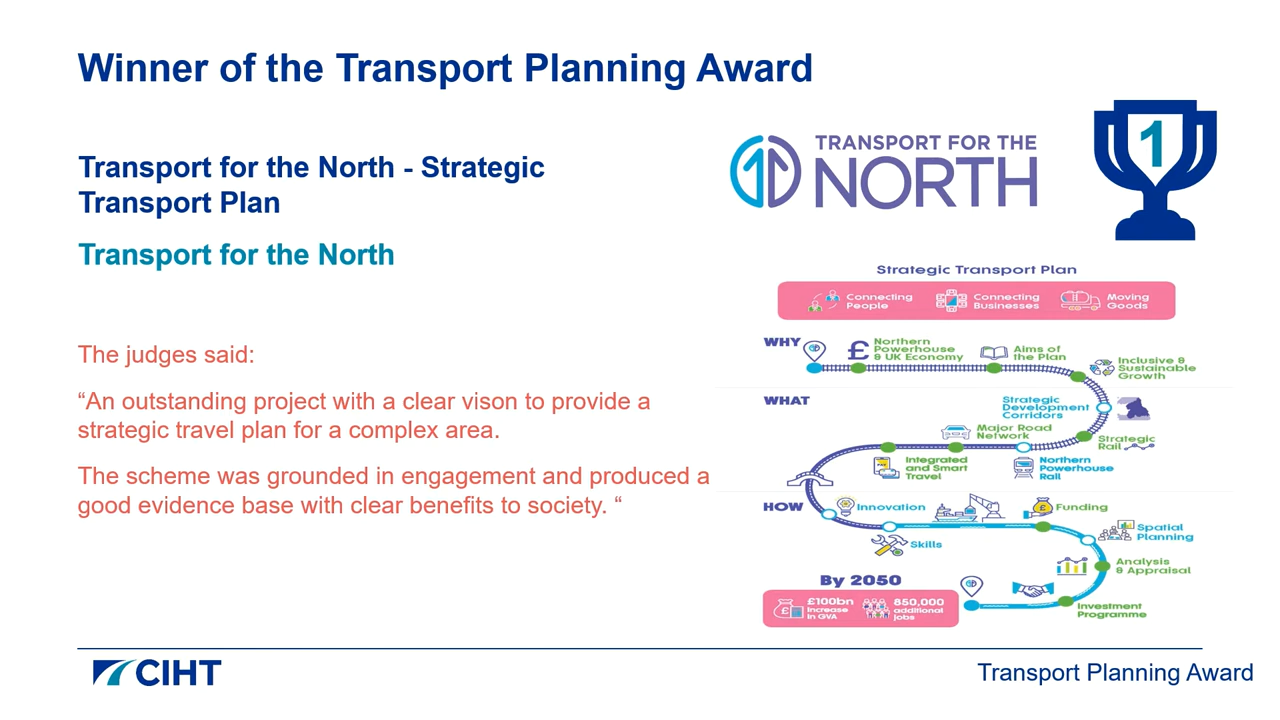 Winner of the Transport Planning Award
Transport for the North - Strategic
Transport Plan
Transport for the North
The judges said:
“An outstanding project with a clear vison to provide a
strategic travel plan for a complex area.
The scheme was grounded in engagement and produced a
good evidence base with clear benefits to society. “
TRANSPORT FOR THE
NORTH
1
Strategic Transport Plan
Connecting
People
Connecting
Businesses
Moving
Goods
WHY
£
Northern
Powerhouse
& UK Economy
Aims of
the Plan
Inclusive &
Sustainable
Growth
WHAT
Strategic
Development
Corridors
Major Road
Network
Strategic
Rail
Integrated
and Smart
Travel
Northern
Powerhouse
Rail
HOW
Innovation
Funding
Skills
Spatial
Planning
Analysis
& Appraisal
Investment
Programme
By 2050
£
£100bn
increase
in GVA
850,000
additional
jobs
CIHT
Transport Planning Award